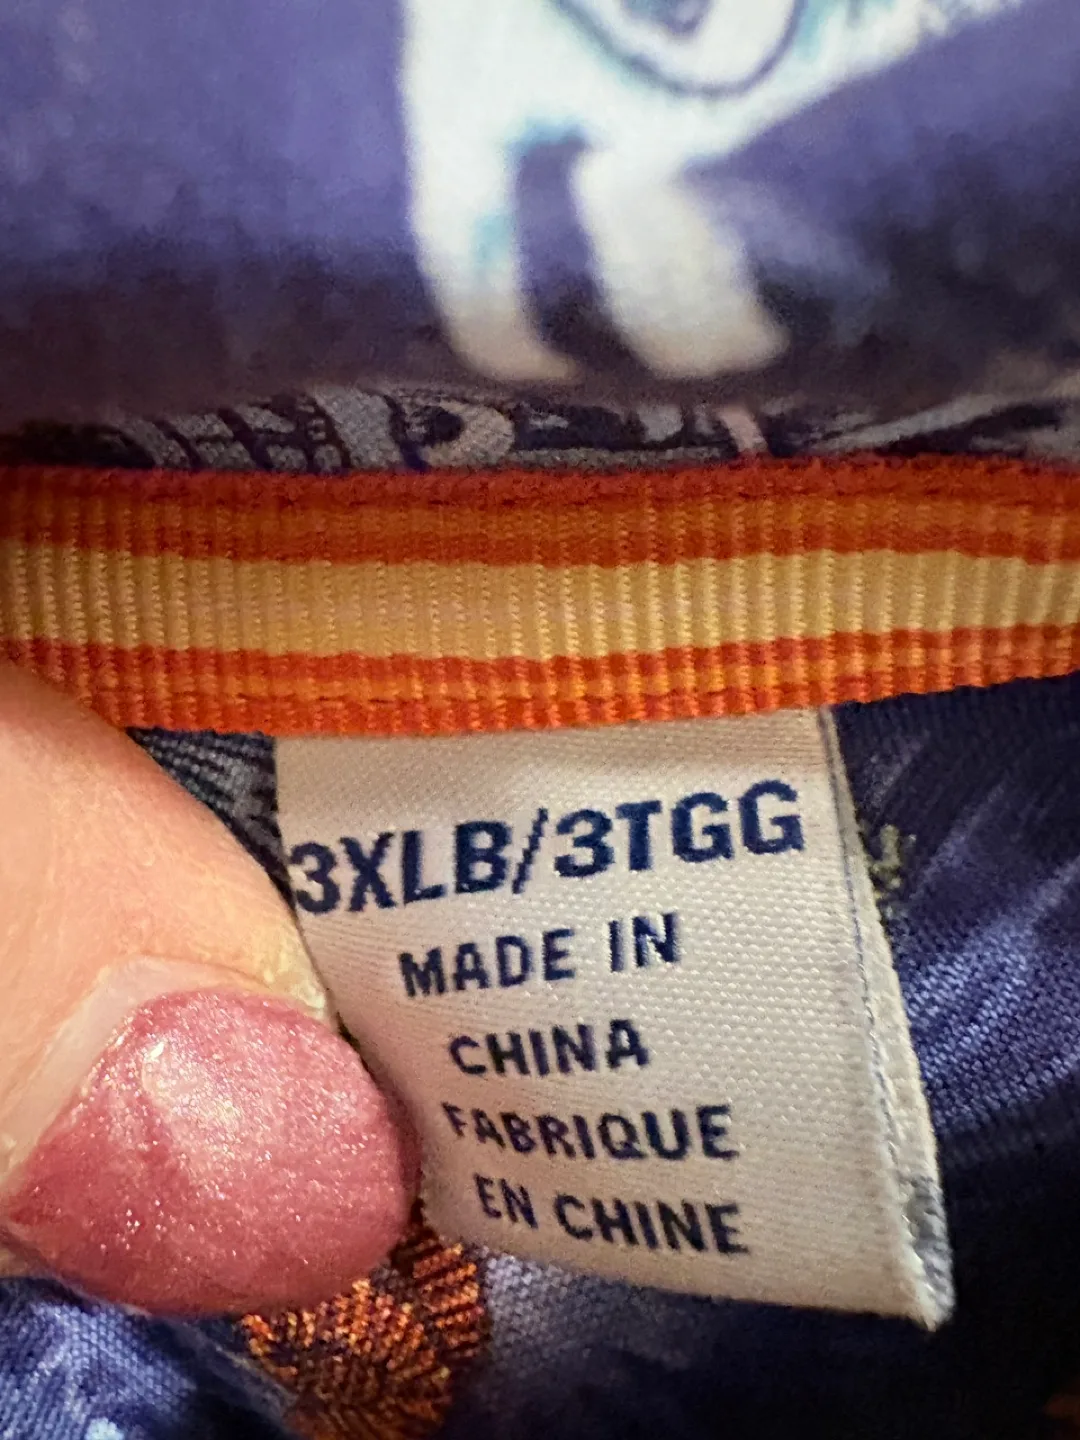 3XLB/3TGG
MADE IN
CHINA
FABRIQUE
EN CHINE